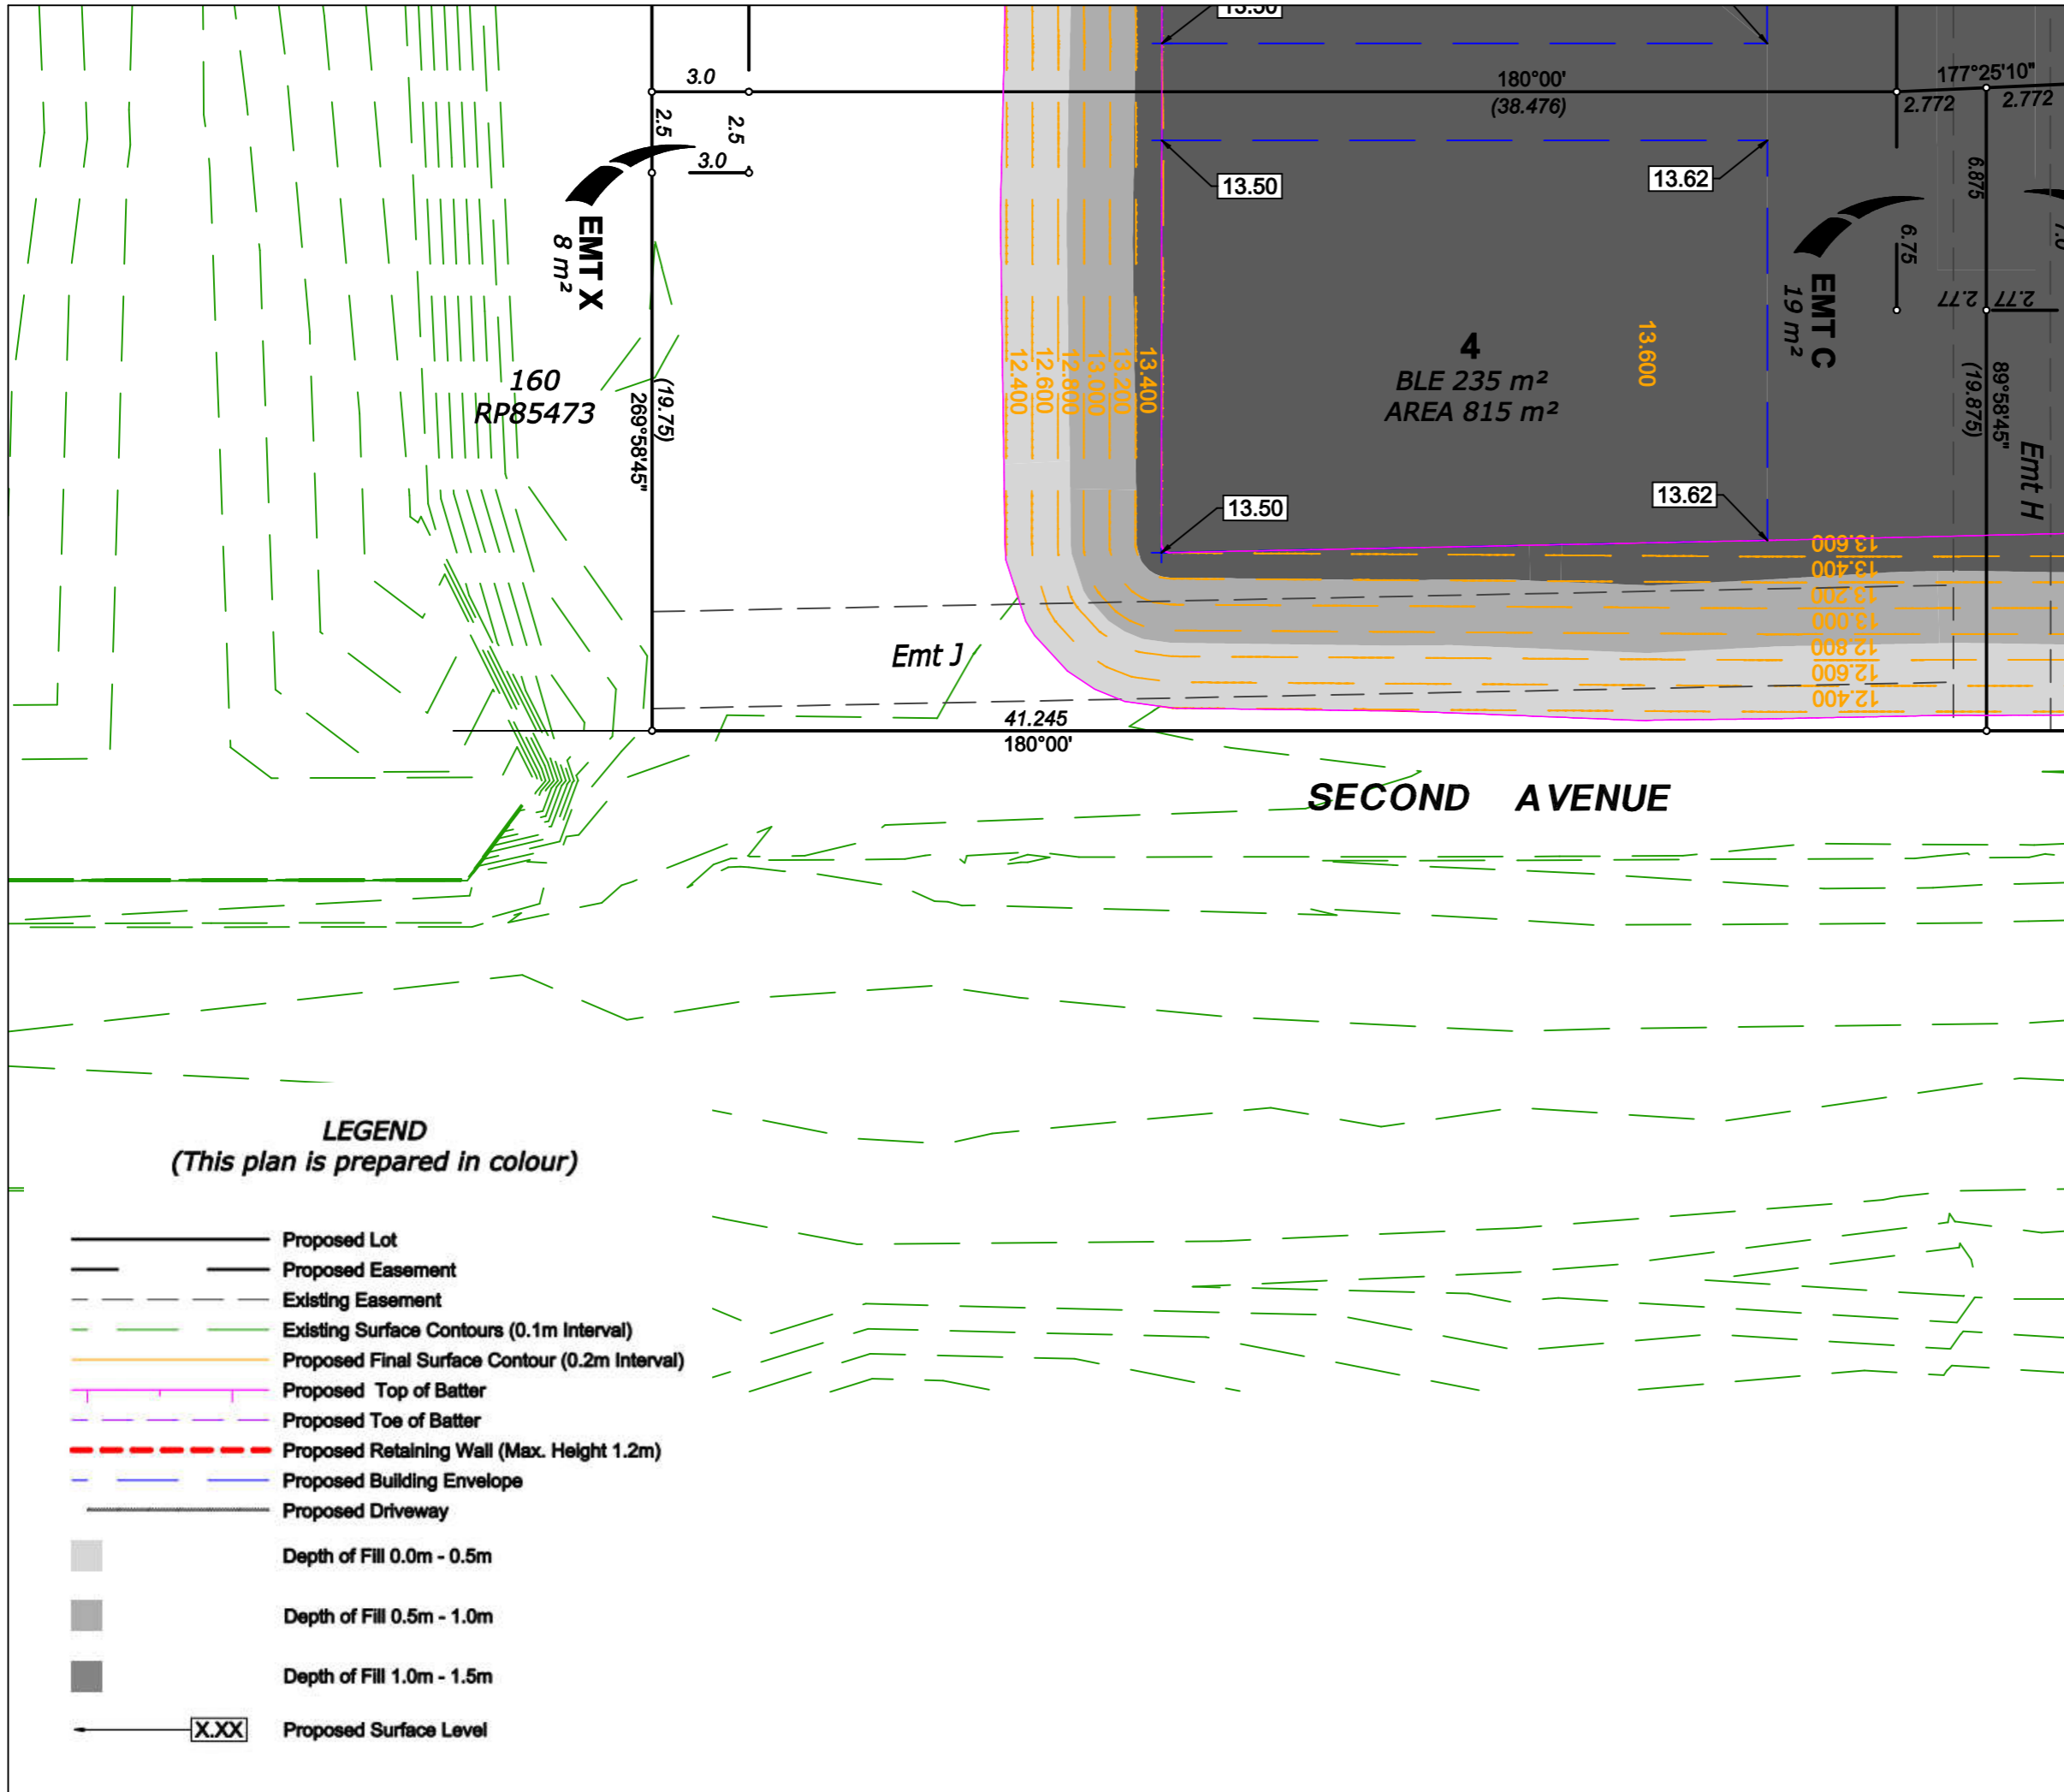 13.50
3.0
180°00'
(38.476)
177°25'10"
2.772
2.772
2.5
2.5
3.0
13.50
13.62
6.875
6.75
EMT X
8 m²
EMT C
19 m²
2.77
2.77
160
RP85473
(19.75)
269°58'45"
12.400
12.600
12.800
13.000
13.200
13.400
4
BLE 235 m²
AREA 815 m²
13.600
89°58'45"
(19.875)
Emt H
13.50
13.62
13.600
13.400
13.200
13.000
12.800
12.600
12.400
Emt J
41.245
180°00'
SECOND AVENUE
LEGEND
(This plan is prepared in colour)
Proposed Lot
Proposed Easement
Existing Easement
Existing Surface Contours (0.1m Interval)
Proposed Final Surface Contour (0.2m Interval)
Proposed Top of Batter
Proposed Toe of Batter
Proposed Retaining Wall (Max. Height 1.2m)
Proposed Building Envelope
Proposed Driveway
Depth of Fill 0.0m - 0.5m
Depth of Fill 0.5m - 1.0m
Depth of Fill 1.0m - 1.5m
X.XX Proposed Surface Level